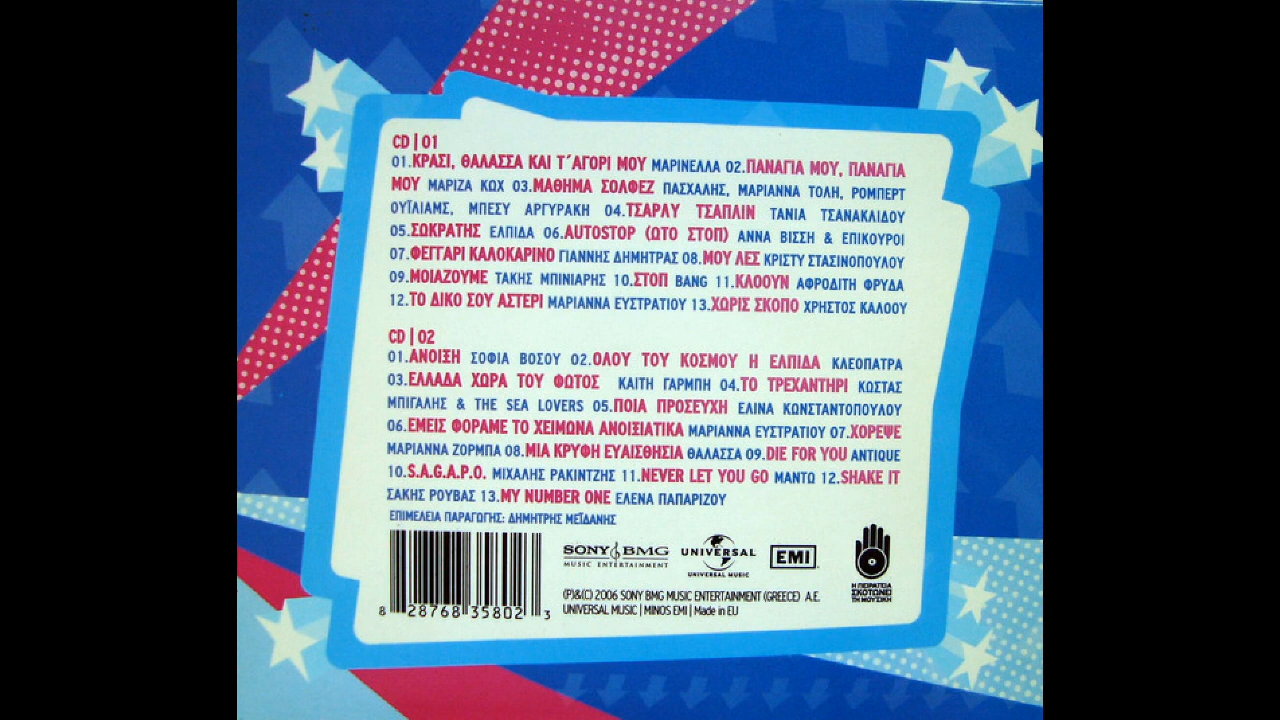 CD | 01
01.ΚΡΑΣΙ, ΘΑΛΑΣΣΑ ΚΑΙ Τ΄ΑΓΟΡΙ ΜΟΥ ΜΑΡΙΝΕΛΛΑ 02.ΠΑΝΑΓΙΑ ΜΟΥ, ΠΑΝΑΓΙΑ
ΜΟΥ ΜΑΡΙΖΑ ΚΩΧ 03.ΜΑΘΗΜΑ ΣΟΛΦΕΖ ΠΑΣΧΑΛΗΣ, ΜΑΡΙΑΝΝΑ ΤΟΛΗ, ΡΟΜΠΕΡΤ
ΟΥΪΛΙΑΜΣ, ΜΠΕΣΥ ΑΡΓΥΡΑΚΗ 04.ΤΣΑΡΛΥ ΤΣΑΠΛΙΝ ΤΑΝΙΑ ΤΣΑΝΑΚΛΙΔΟΥ
05.ΣΩΚΡΑΤΗΣ ΕΛΠΙΔΑ 06.AUTOSTOP (ΩΤΟ ΣΤΟΠ) ΑΝΝΑ ΒΙΣΣΗ & ΕΠΙΚΟΥΡΟΙ
07.ΦΕΓΓΑΡΙ ΚΑΛΟΚΑΡΙΝΟ ΓΙΑΝΝΗΣ ΔΗΜΗΤΡΑΣ 08.ΜΟΥ ΛΕΣ ΚΡΙΣΤΥ ΣΤΑΣΙΝΟΠΟΥΛΟΥ
09.ΜΟΙΑΖΟΥΜΕ ΤΑΚΗΣ ΜΠΙΝΙΑΡΗΣ 10.ΣΤΟΠ BANG 11.ΚΛΟΟΥΝ ΑΦΡΟΔΙΤΗ ΦΡΥΔΑ
12.ΤΟ ΔΙΚΟ ΣΟΥ ΑΣΤΕΡΙ ΜΑΡΙΑΝΝΑ ΕΥΣΤΡΑΤΙΟΥ 13.ΧΩΡΙΣ ΣΚΟΠΟ ΧΡΗΣΤΟΣ ΚΑΛΟΟΥ
CD | 02
01.ΑΝΟΙΞΗ ΣΟΦΙΑ ΒΟΣΟΥ 02.ΟΛΟΥ ΤΟΥ ΚΟΣΜΟΥ Η ΕΛΠΙΔΑ ΚΛΕΟΠΑΤΡΑ
03.ΕΛΛΑΔΑ ΧΩΡΑ ΤΟΥ ΦΩΤΟΣ ΚΑΙΤΗ ΓΑΡΜΠΗ 04.ΤΟ ΤΡΕΧΑΝΤΗΡΙ ΚΩΣΤΑΣ
ΜΠΙΓΑΛΗΣ & THE SEA LOVERS 05.ΠΟΙΑ ΠΡΟΣΕΥΧΗ ΕΛΙΝΑ ΚΩΝΣΤΑΝΤΟΠΟΥΛΟΥ
06.ΕΜΕΙΣ ΦΟΡΑΜΕ ΤΟ ΧΕΙΜΩΝΑ ΑΝΟΙΞΙΑΤΙΚΑ ΜΑΡΙΑΝΝΑ ΕΥΣΤΡΑΤΙΟΥ 07.ΧΟΡΕΨΕ
ΜΑΡΙΑΝΝΑ ΖΟΡΜΠΑ 08.ΜΙΑ ΚΡΥΦΗ ΕΥΑΙΣΘΗΣΙΑ ΘΑΛΑΣΣΑ 09.DIE FOR YOU ANTIQUE
10.S.A.G.A.P.O. ΜΙΧΑΛΗΣ ΡΑΚΙΝΤΖΗΣ 11.NEVER LET YOU GO ΜΑΝΤΩ 12.SHAKE IT
ΣΑΚΗΣ ΡΟΥΒΑΣ 13.MY NUMBER ONE ΕΛΕΝΑ ΠΑΠΑΡΙΖΟΥ
ΕΠΙΜΕΛΕΙΑ ΠΑΡΑΓΩΓΗΣ: ΔΗΜΗΤΡΗΣ ΜΕΪΔΑΝΗΣ
SONY BMG
MUSIC ENTERTAINMENT
UNIVERSAL
UNIVERSAL MUSIC
EMI
Η ΠΕΙΡΑΤΕΙΑ
ΣΚΟΤΩΝΕΙ
ΤΗ ΜΟΥΣΙΚΗ
(P)&(C) 2006 SONY BMG MUSIC ENTERTAINMENT (GREECE) A.E.
UNIVERSAL MUSIC | MINOS EMI | Made in EU
8 28768 35802 3